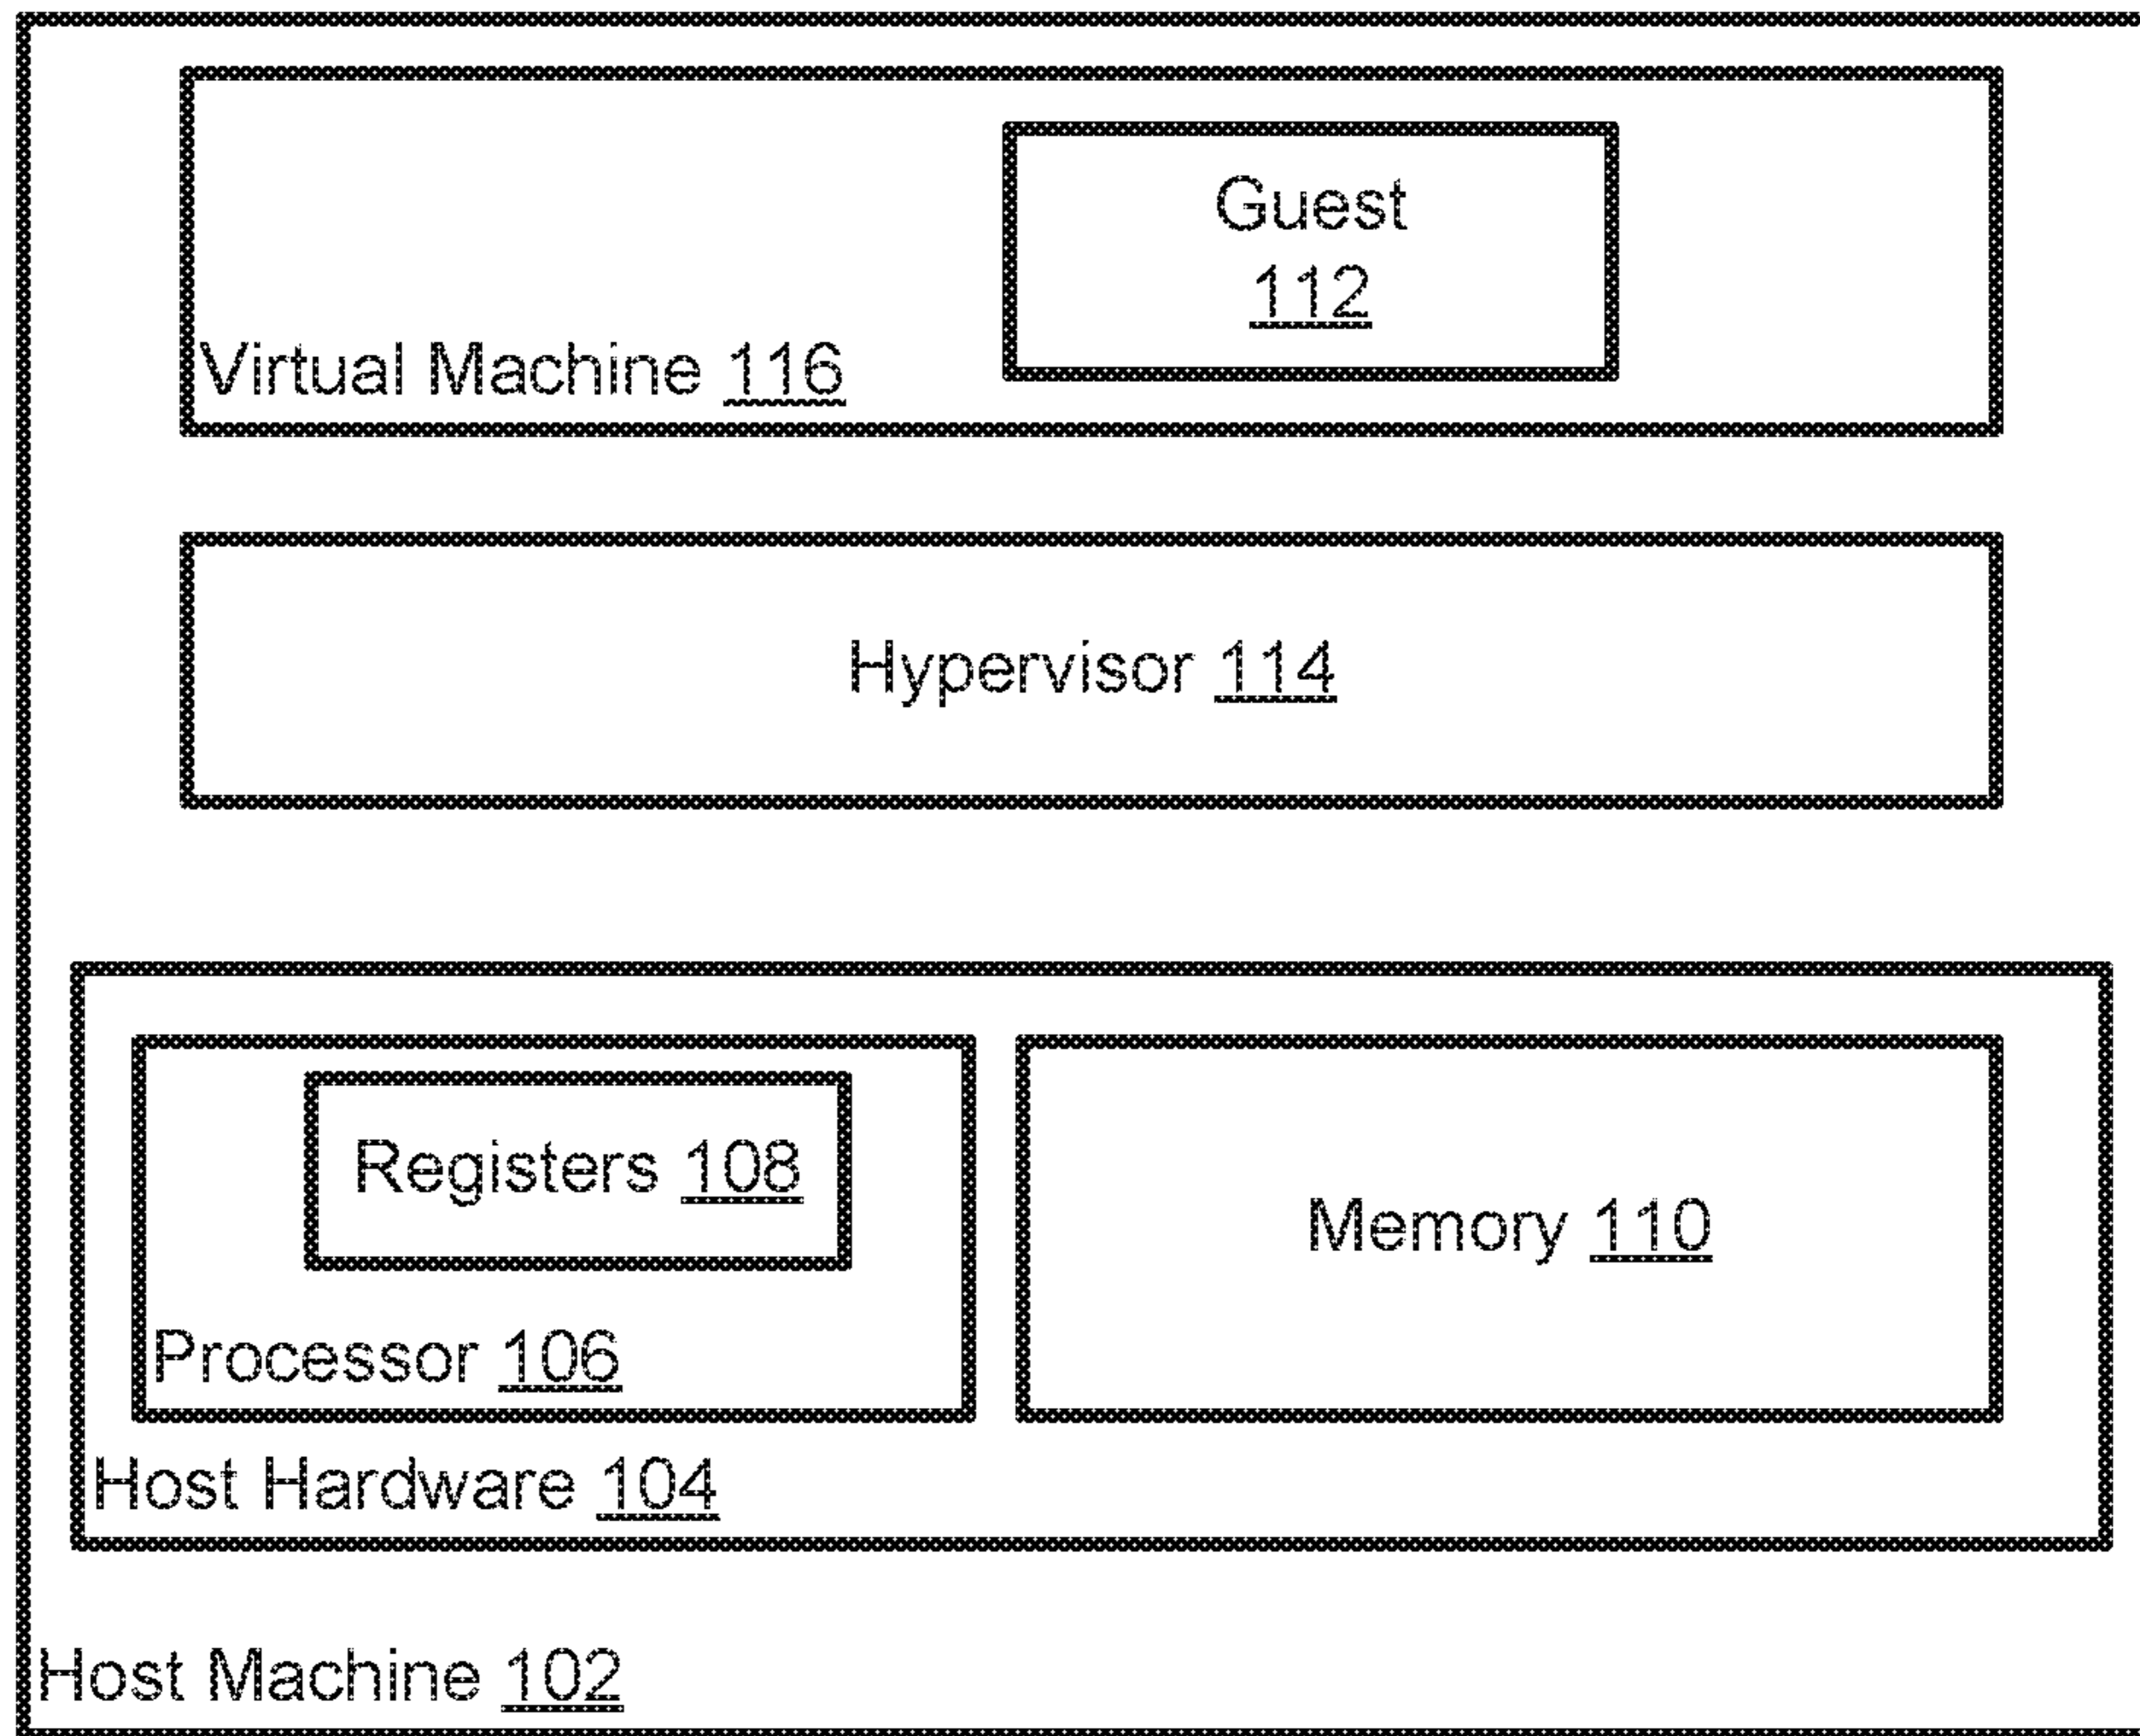 Guest
112
Virtual Machine 116
Hypervisor 114
Registers 108
Memory 110
Processor 106
Host Hardware 104
Host Machine 102